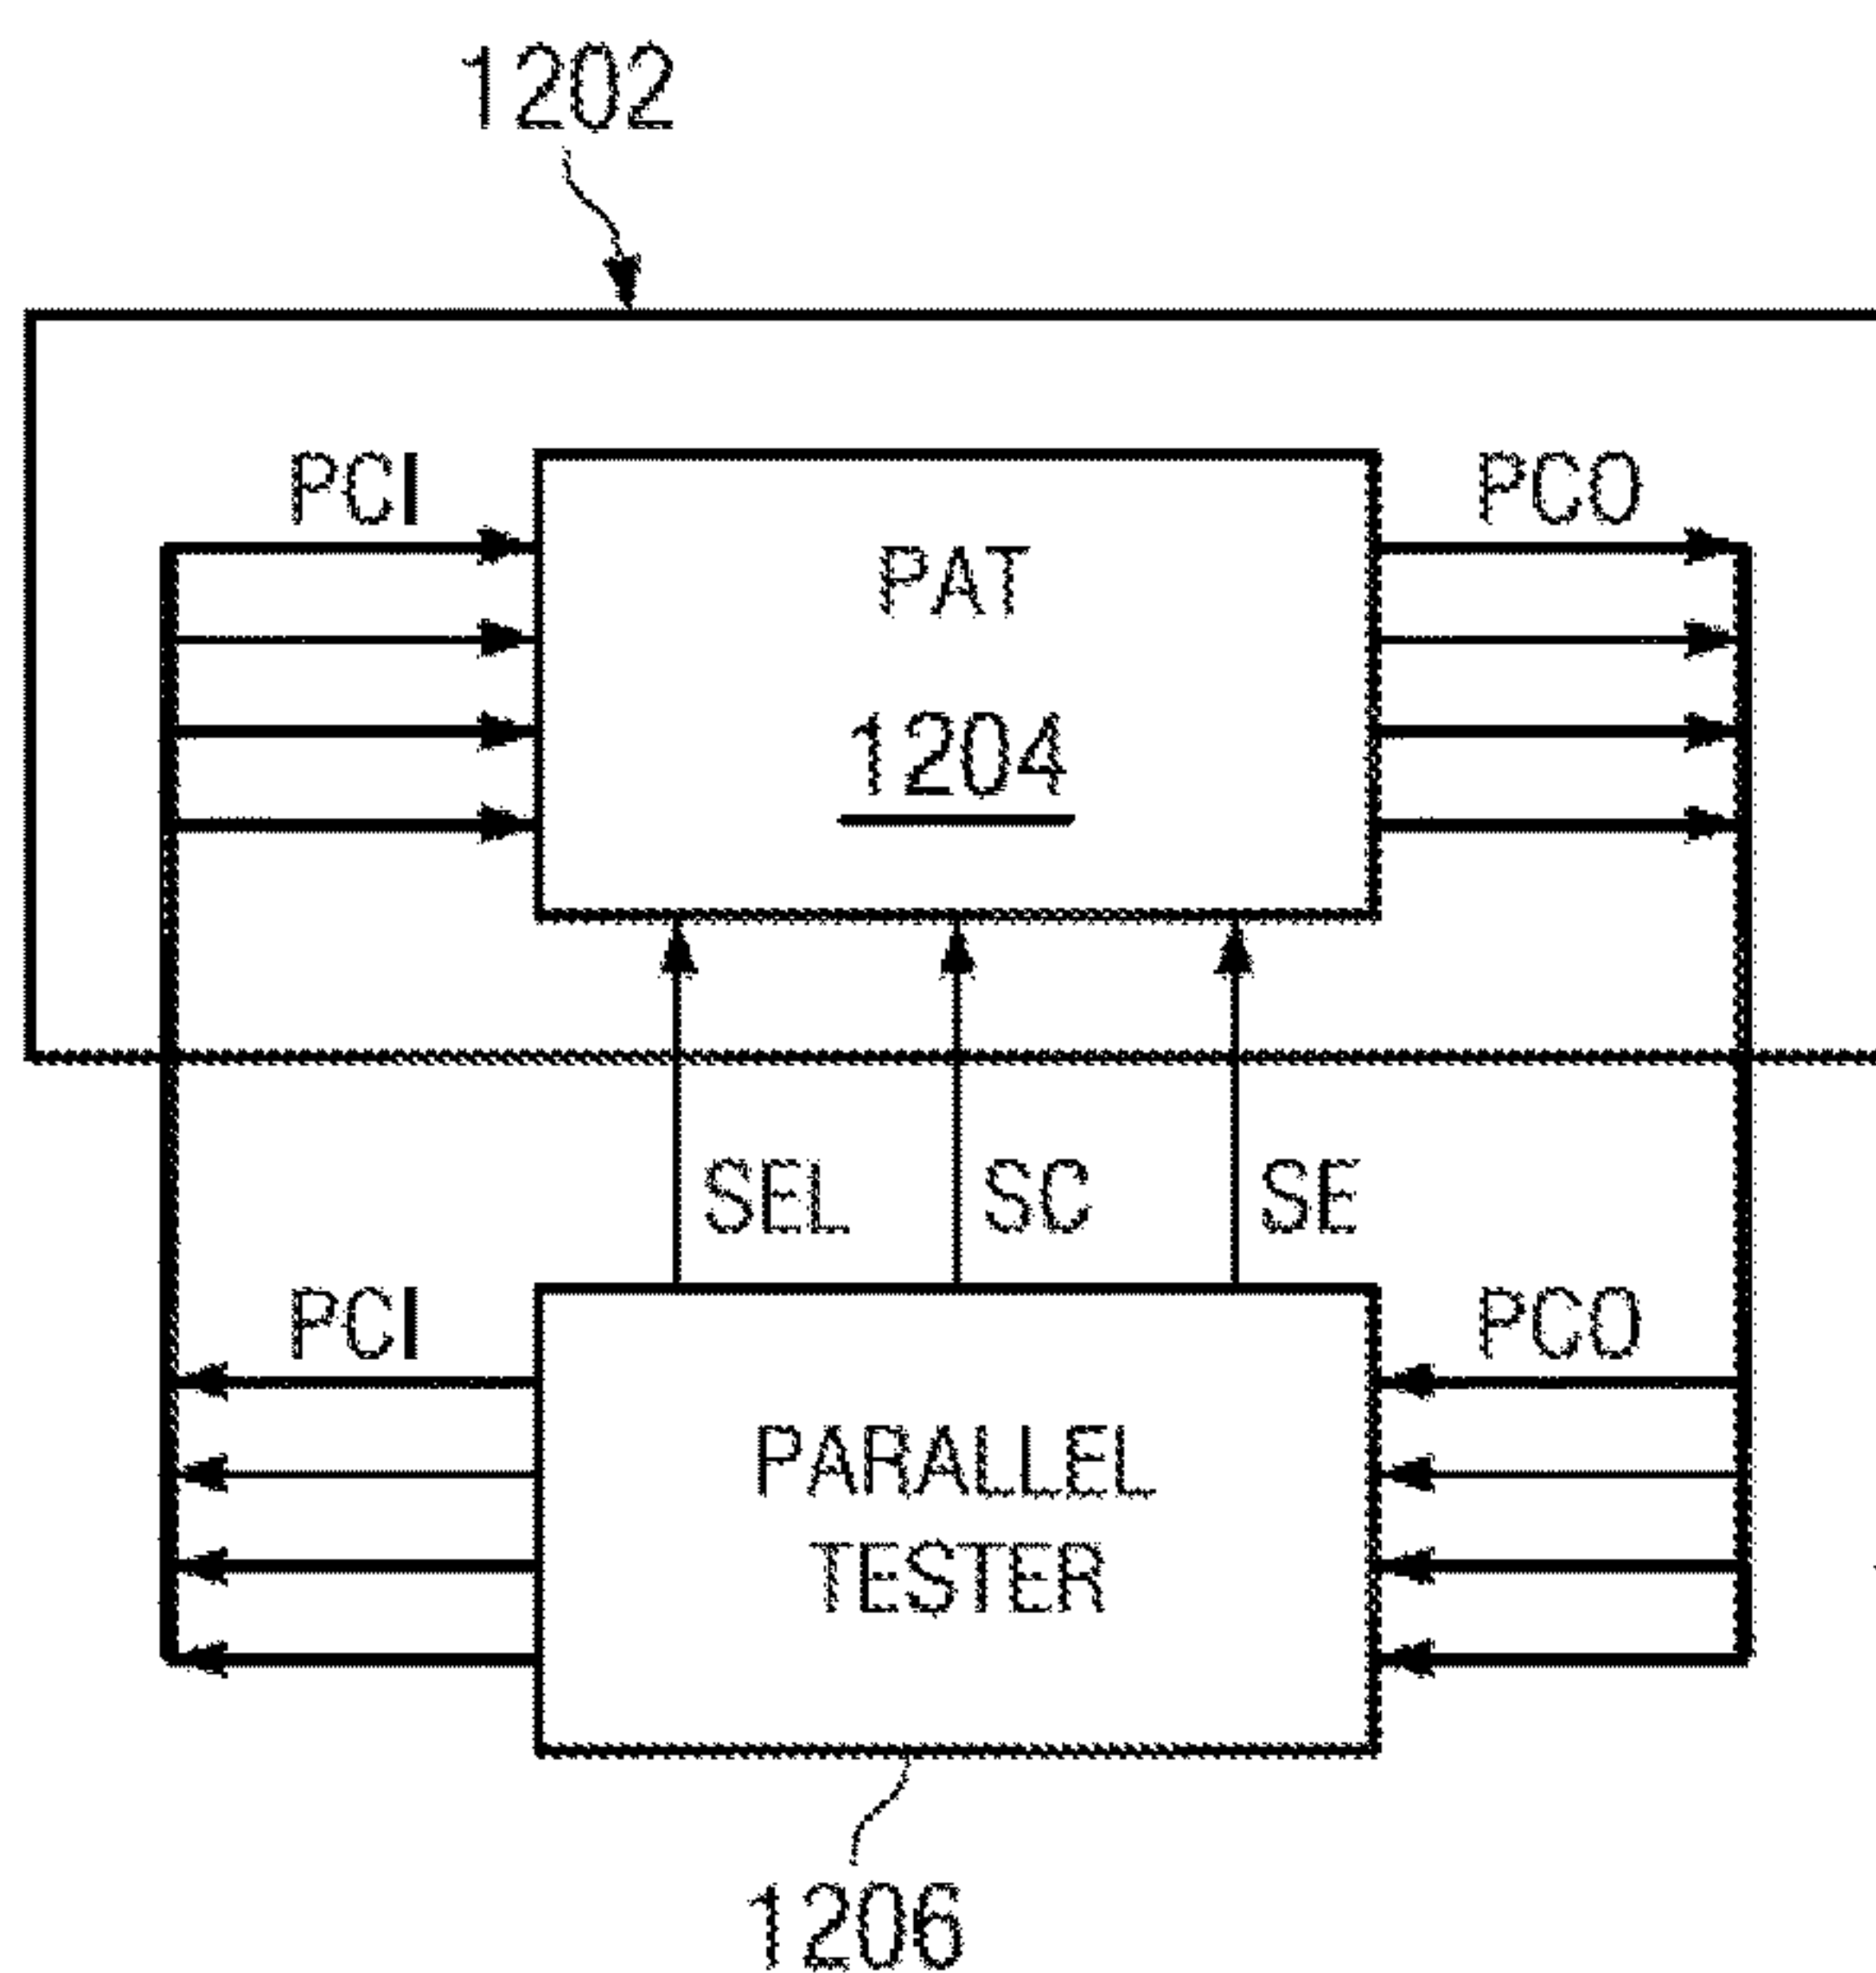 1202
PCI
PCO
PAT
1204
SEL
SC
SE
PCI
PCO
PARALLEL
TESTER
1206